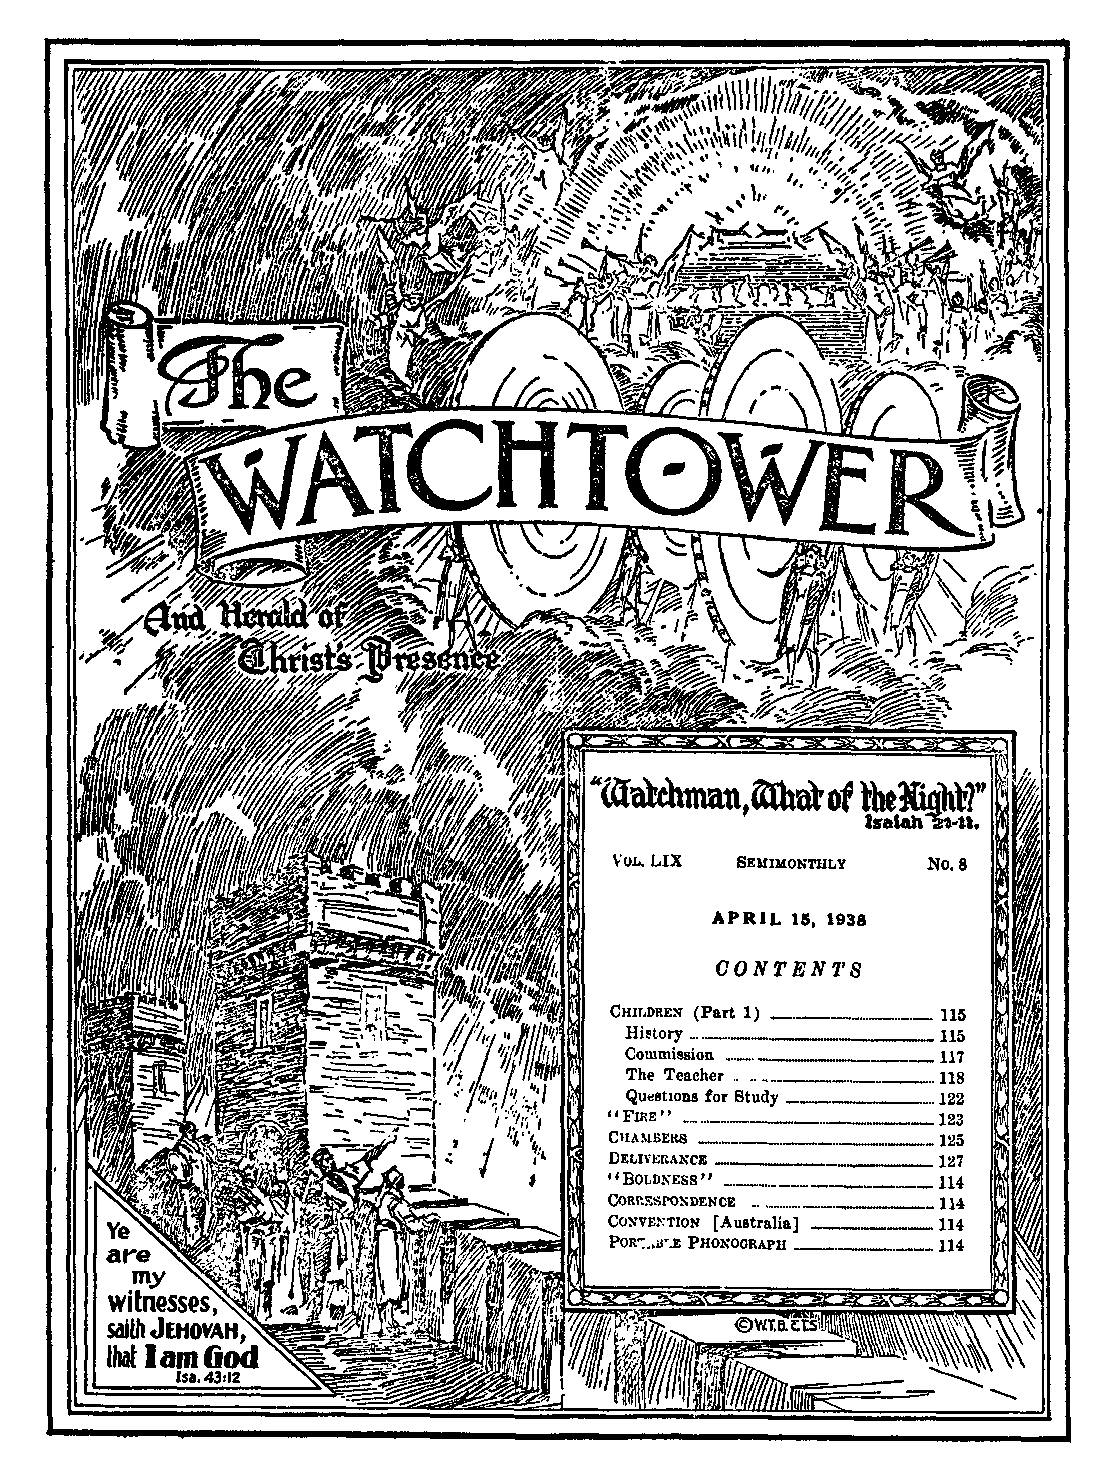 The
WATCHTOWER
And Herald of
Christ's Presence
"Watchman, What of the Night?"
Isaiah 21-11.
VOL. LIX SEMIMONTHLY No. 8
APRIL 15, 1938
CONTENTS
CHILDREN (Part 1) 115
History 115
Commission 117
The Teacher 118
Questions for Study 122
"FIRE" 123
CHAMBERS 125
DELIVERANCE 127
"BOLDNESS" 114
CORRESPONDENCE 114
CONVENTION [Australia] 114
PORTABLE PHONOGRAPH 114
Ye
are
my
witnesses,
saith JEHOVAH,
that I am God
Isa. 43:12
©W.T.B.&T.S